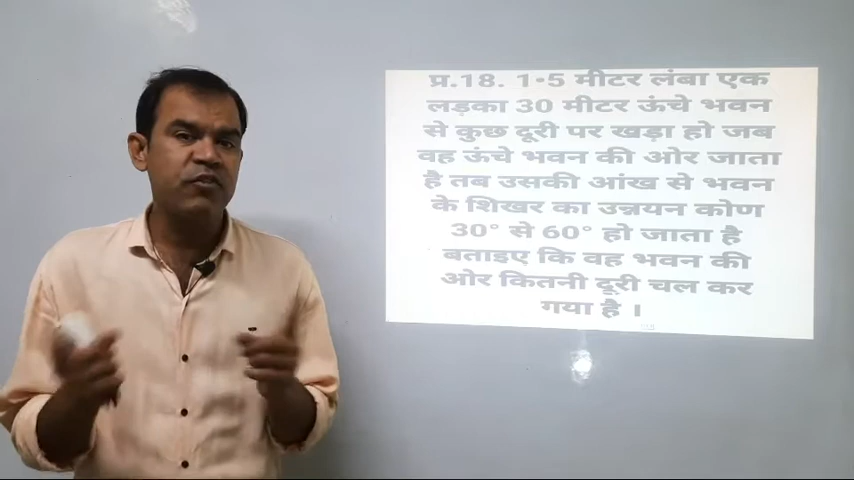 प्र.18. 1·5 मीटर लंबा एक
लड़का 30 मीटर ऊंचे भवन
से कुछ दूरी पर खड़ा हो जब
वह ऊंचे भवन की ओर जाता
है तब उसकी आंख से भवन
के शिखर का उन्नयन कोण
30° से 60° हो जाता है
बताइए कि वह भवन की
ओर कितनी दूरी चल कर
गया है ।